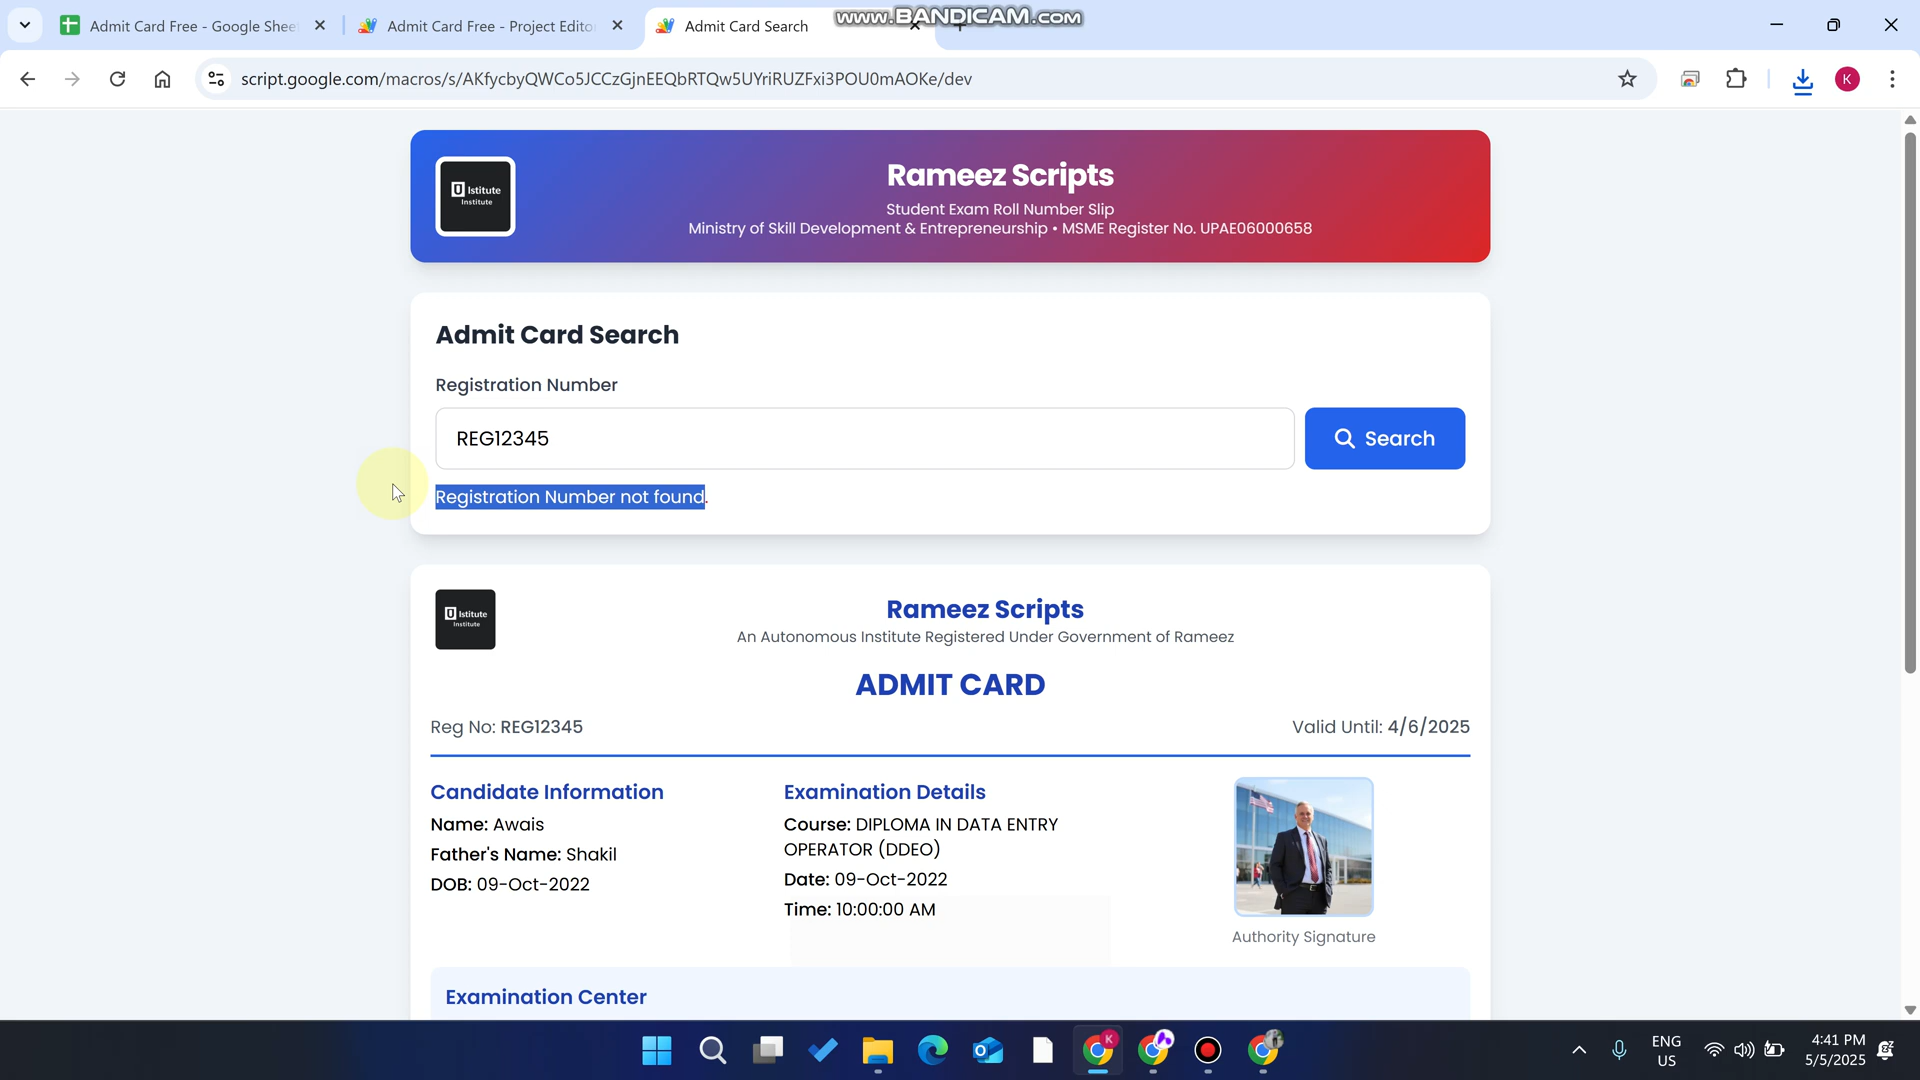 Admit Card Free - Google Shee
Admit Card Free - Project Edito
Admit Card Search
www.BANDICAM.com
script.google.com/macros/s/AKfycbyQWCo5JCCzGjnEEQbRTQw5UYriRUZFxi3POU0mAOKe/dev
K
Istitute
Institute
Rameez Scripts
Student Exam Roll Number Slip
Ministry of Skill Development & Entrepreneurship • MSME Register No. UPAE06000658
Admit Card Search
Registration Number
REG12345
Search
Registration Number not found.
Istitute
Institute
Rameez Scripts
An Autonomous Institute Registered Under Government of Rameez
ADMIT CARD
Reg No: REG12345
Valid Until: 4/6/2025
Candidate Information
Name: Awais
Father's Name: Shakil
DOB: 09-Oct-2022
Examination Details
Course: DIPLOMA IN DATA ENTRY
OPERATOR (DDEO)
Date: 09-Oct-2022
Time: 10:00:00 AM
Authority Signature
Examination Center
K
ENG
US
4:41 PM
5/5/2025